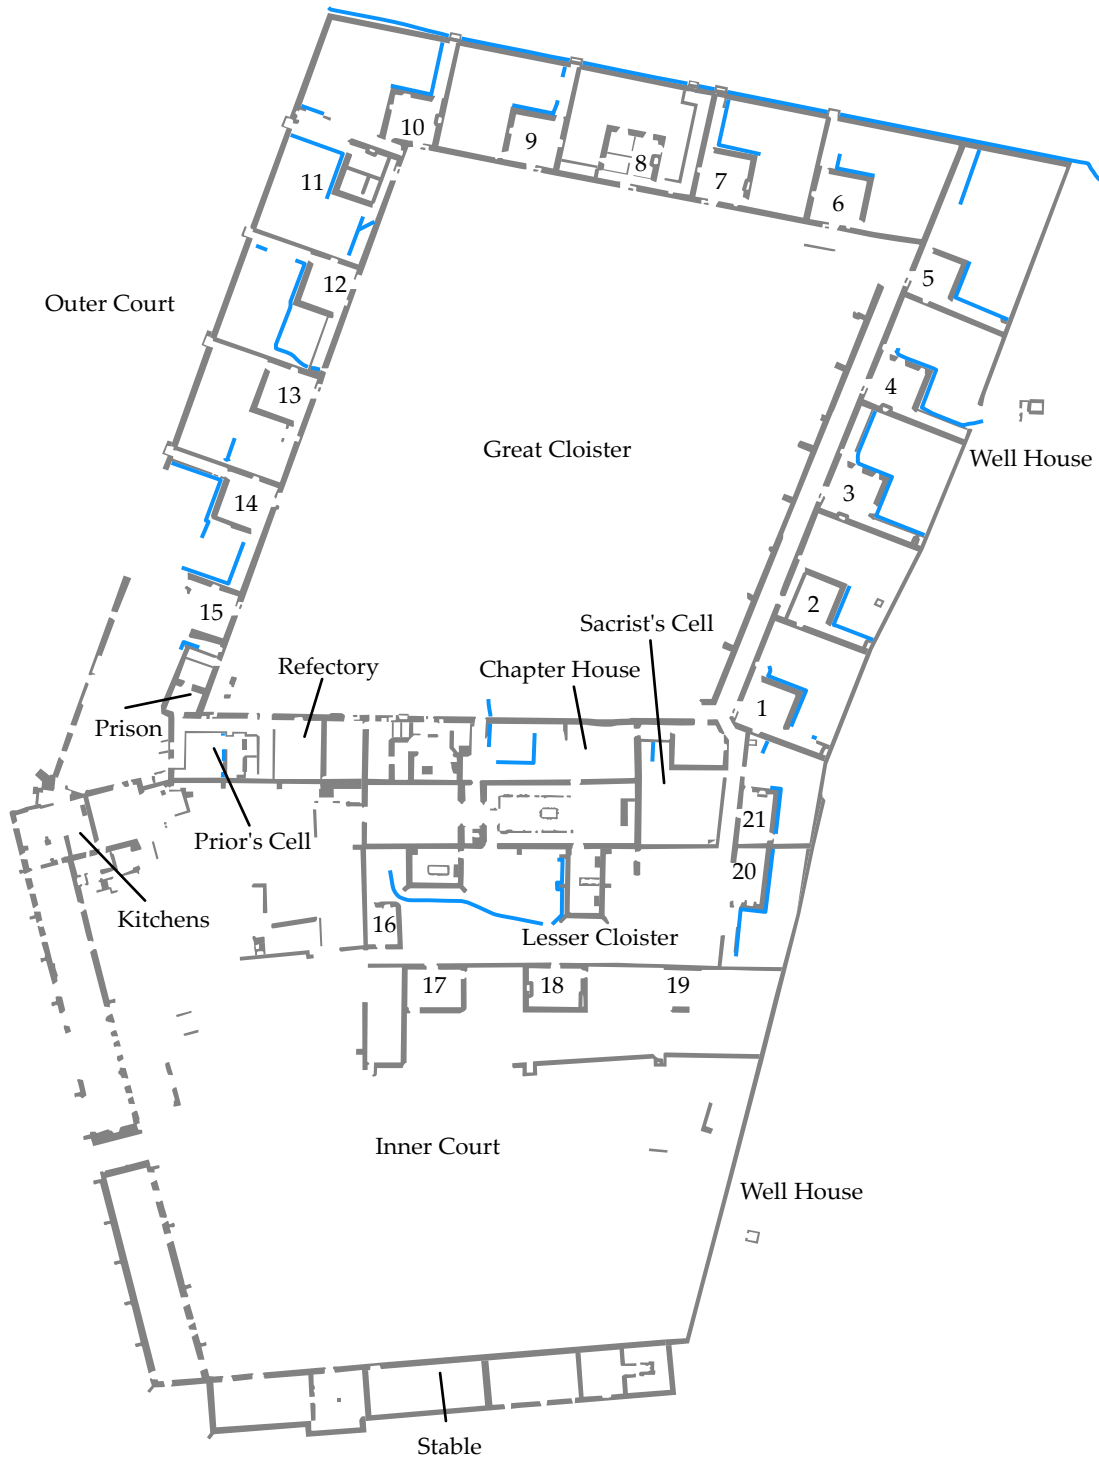 10
9
8
7
6
11
5
12
Outer Court
4
13
Great Cloister
Well House
3
14
2
15
Sacrist's Cell
Refectory
Chapter House
1
Prison
21
Prior's Cell
20
Kitchens
16
Lesser Cloister
17
18
19
Inner Court
Well House
Stable